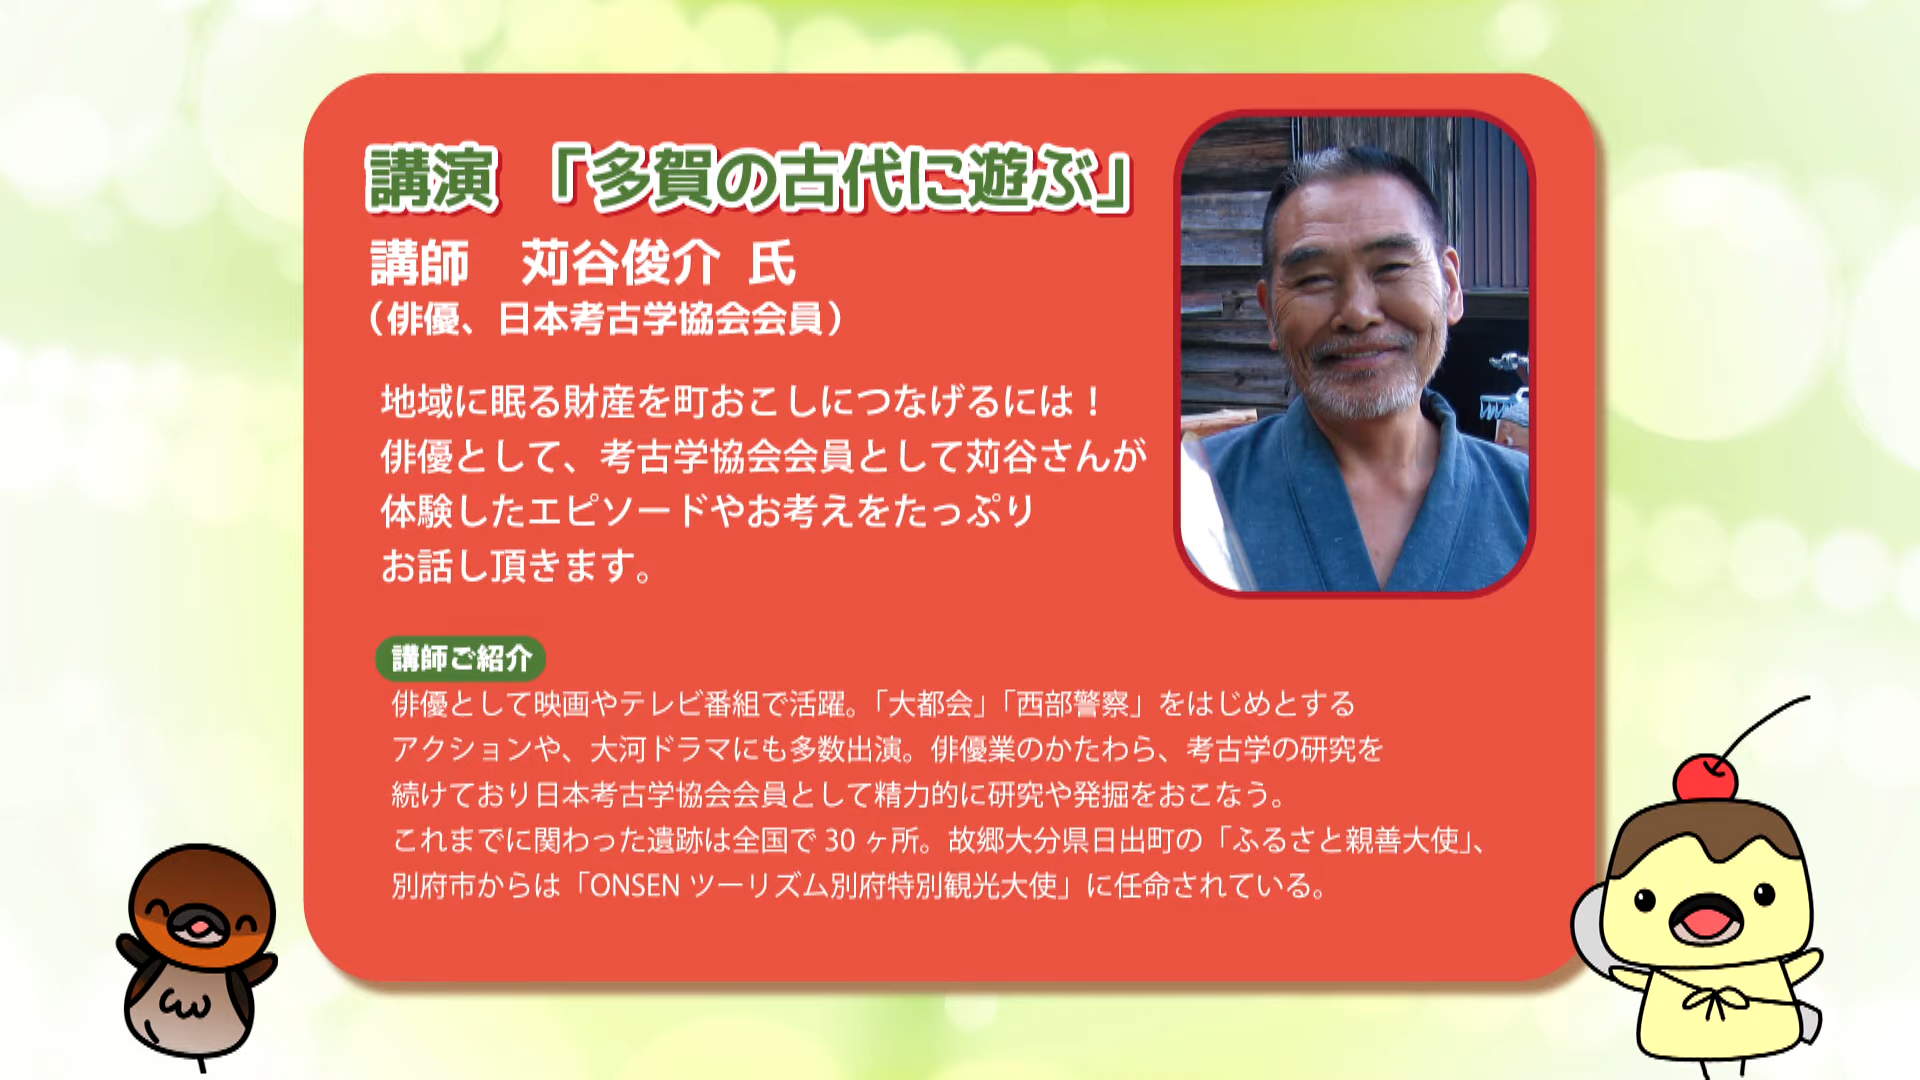 講演 「多賀の古代に遊ぶ」
講師 苅谷俊介 氏
（俳優、日本考古学協会会員）
地域に眠る財産を町おこしにつなげるには！
俳優として、考古学協会会員として苅谷さんが
体験したエピソードやお考えをたっぷり
お話し頂きます。
講師ご紹介
俳優として映画やテレビ番組で活躍。「大都会」「西部警察」をはじめとする
アクションや、大河ドラマにも多数出演。俳優業のかたわら、考古学の研究を
続けており日本考古学協会会員として精力的に研究や発掘をおこなう。
これまでに関わった遺跡は全国で 30 ヶ所。故郷大分県日出町の「ふるさと親善大使」、
別府市からは「ONSEN ツーリズム別府特別観光大使」に任命されている。